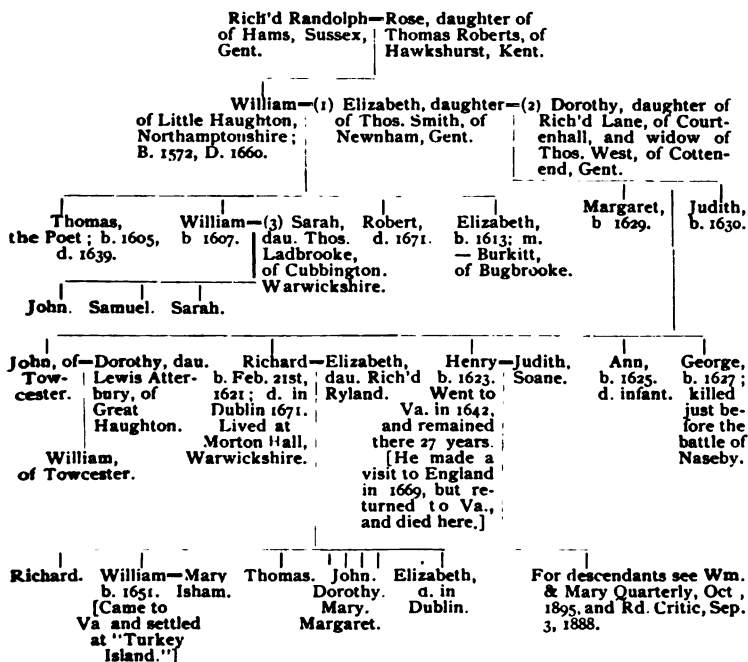 Rich'd Randolph—Rose, daughter of
of Hams, Sussex, Thomas Roberts, of
Gent. Hawkshurst, Kent.
William—(1) Elizabeth, daughter—(2) Dorothy, daughter of
of Little Haughton, of Thos. Smith, of Rich'd Lane, of Court-
Northamptonshire; Newnham, Gent. enhall, and widow of
B. 1572, D. 1660. Thos. West, of Cotten-
end, Gent.
Thomas, William—(3) Sarah, Robert, Elizabeth, Margaret, Judith,
the Poet; b. 1605, b 1607. dau. Thos. d. 1671. b. 1613; m. b 1629. b. 1630.
d. 1639. Ladbrooke, — Burkitt,
of Cubbington. of Bugbrooke.
Warwickshire.
John. Samuel. Sarah.
John, of—Dorothy, dau. Richard—Elizabeth, Henry—Judith, Ann, George,
Tow- Lewis Atter- b. Feb. 21st, dau. Rich'd b. 1623. Soane. b. 1625. b. 1627;
cester. bury, of 1621; d. in Ryland. Went to d. infant. killed
Great Dublin 1671. Va. in 1642, just be-
Haughton. Lived at and remained fore the
William, Morton Hall, there 27 years. battle of
of Towcester. Warwickshire. [He made a Naseby.
visit to England
in 1669, but re-
turned to Va.,
and died here.]
Richard. William—Mary Thomas. John. Elizabeth, For descendants see Wm.
b. 1651. Isham. Dorothy. d. in & Mary Quarterly, Oct,
[Came to Mary. Dublin. 1895, and Rd. Critic, Sep.
Va and settled Margaret. 3, 1888.
at "Turkey
Island."]